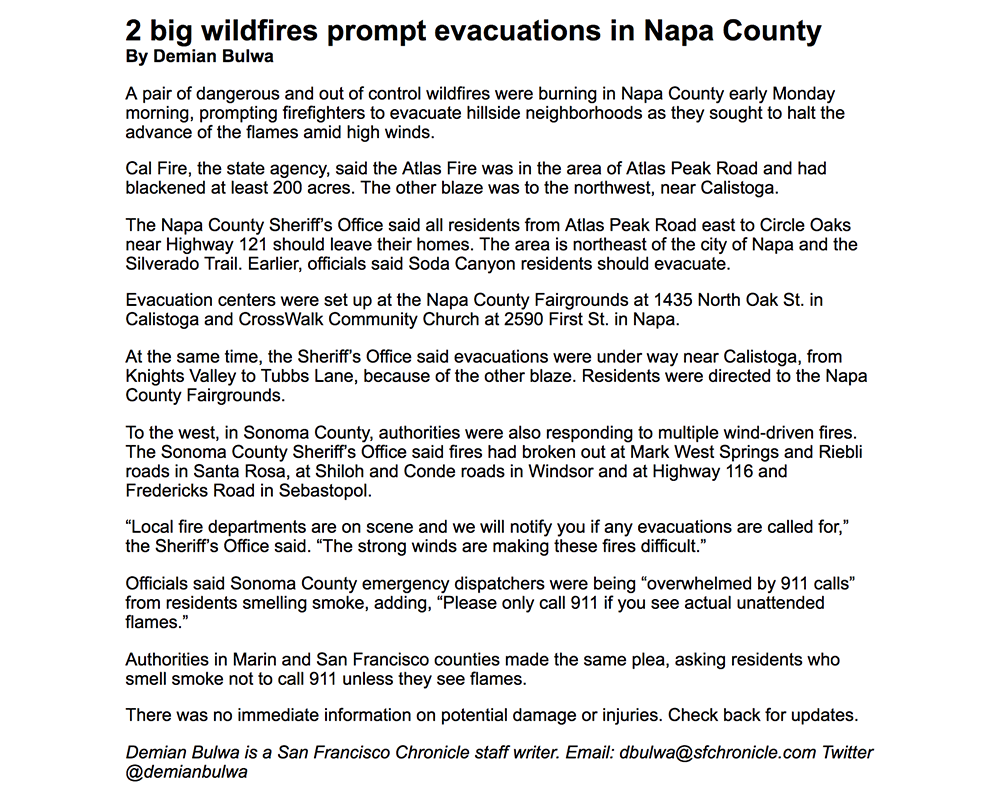 2 big wildfires prompt evacuations in Napa County
By Demian Bulwa
A pair of dangerous and out of control wildfires were burning in Napa County early Monday
morning, prompting firefighters to evacuate hillside neighborhoods as they sought to halt the
advance of the flames amid high winds.
Cal Fire, the state agency, said the Atlas Fire was in the area of Atlas Peak Road and had
blackened at least 200 acres. The other blaze was to the northwest, near Calistoga.
The Napa County Sheriff’s Office said all residents from Atlas Peak Road east to Circle Oaks
near Highway 121 should leave their homes. The area is northeast of the city of Napa and the
Silverado Trail. Earlier, officials said Soda Canyon residents should evacuate.
Evacuation centers were set up at the Napa County Fairgrounds at 1435 North Oak St. in
Calistoga and CrossWalk Community Church at 2590 First St. in Napa.
At the same time, the Sheriff’s Office said evacuations were under way near Calistoga, from
Knights Valley to Tubbs Lane, because of the other blaze. Residents were directed to the Napa
County Fairgrounds.
To the west, in Sonoma County, authorities were also responding to multiple wind-driven fires.
The Sonoma County Sheriff’s Office said fires had broken out at Mark West Springs and Riebli
roads in Santa Rosa, at Shiloh and Conde roads in Windsor and at Highway 116 and
Fredericks Road in Sebastopol.
“Local fire departments are on scene and we will notify you if any evacuations are called for,”
the Sheriff’s Office said. “The strong winds are making these fires difficult.”
Officials said Sonoma County emergency dispatchers were being “overwhelmed by 911 calls”
from residents smelling smoke, adding, “Please only call 911 if you see actual unattended
flames.”
Authorities in Marin and San Francisco counties made the same plea, asking residents who
smell smoke not to call 911 unless they see flames.
There was no immediate information on potential damage or injuries. Check back for updates.
Demian Bulwa is a San Francisco Chronicle staff writer. Email: dbulwa@sfchronicle.com Twitter
@demianbulwa